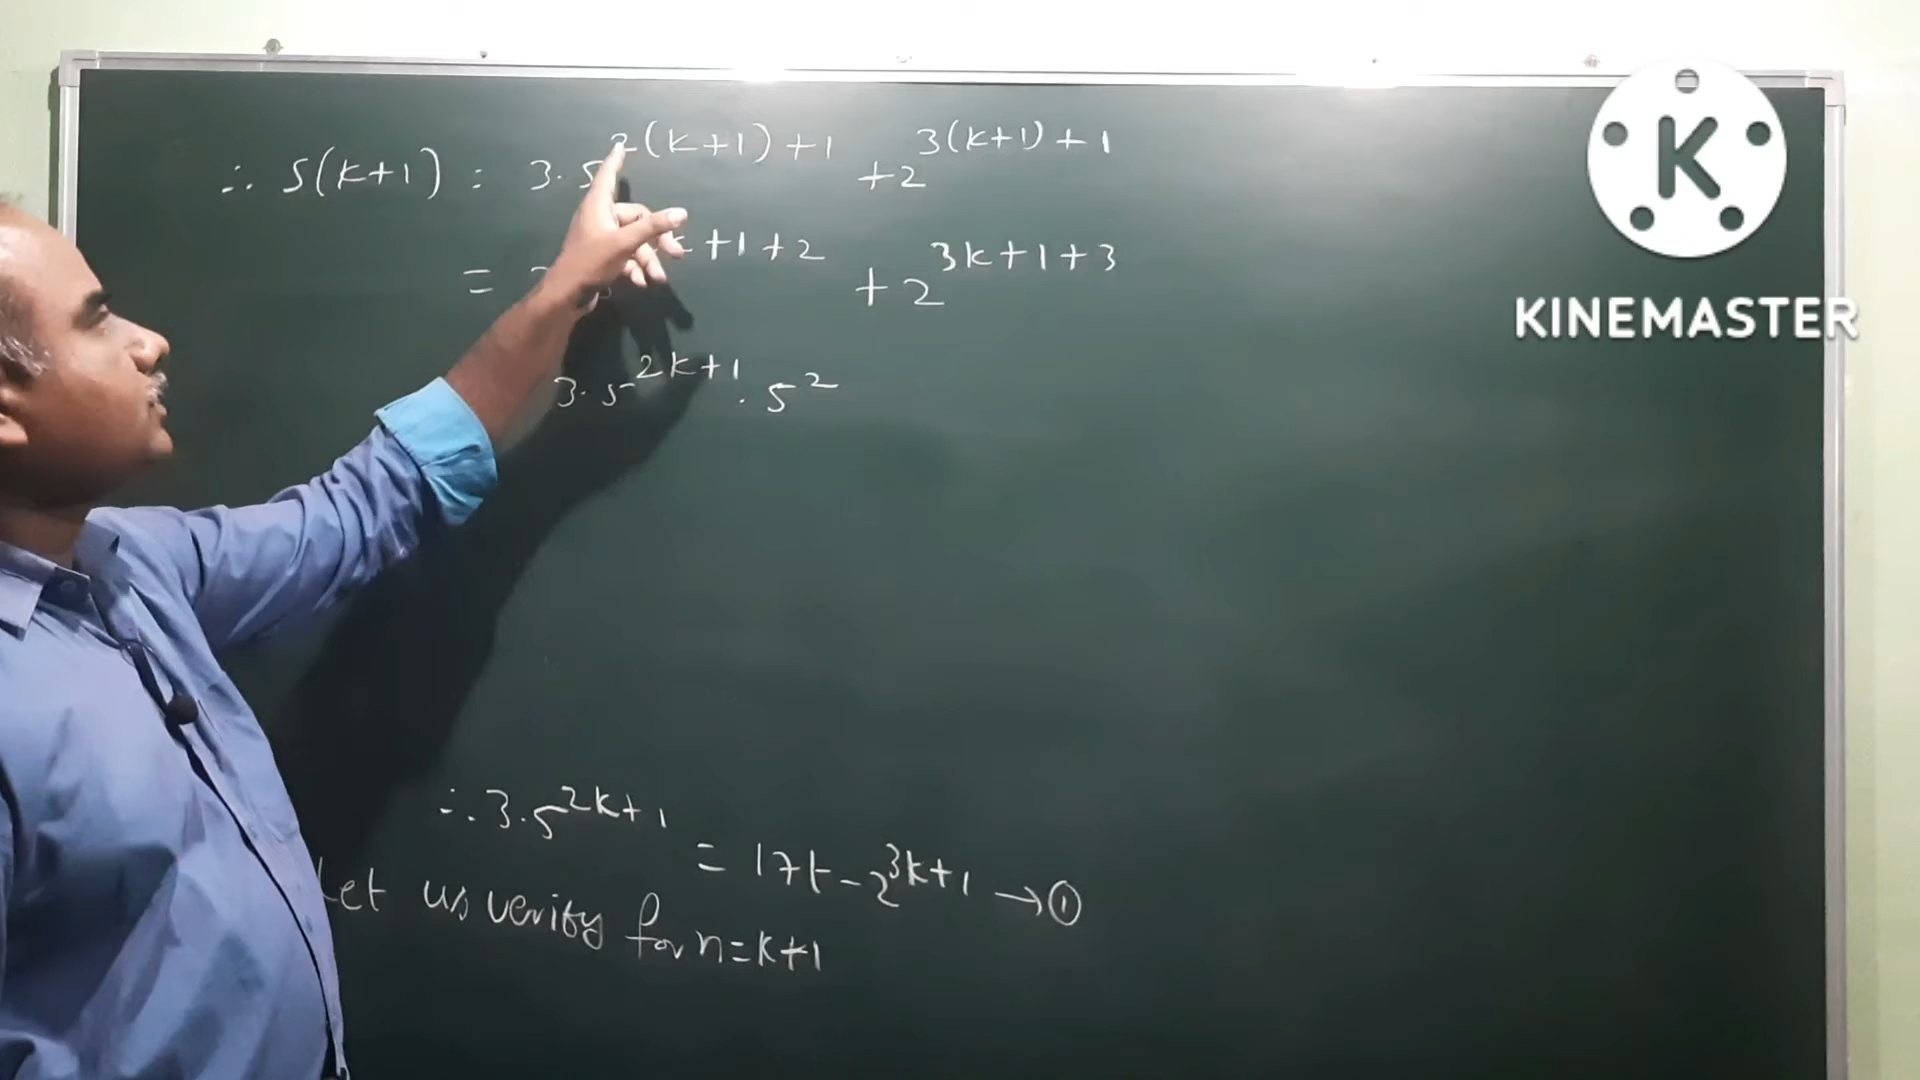 ∴ S(k+1) : 3·5^2(k+1)+1 +2^3(k+1)+1
= k+1+2 +2^3k+1+3
3·5^2k+1 · 5^2
∴ 3·5^2k+1 = 17t - 2^3k+1 → ①
Let us verify for n=k+1
K
KINEMASTER